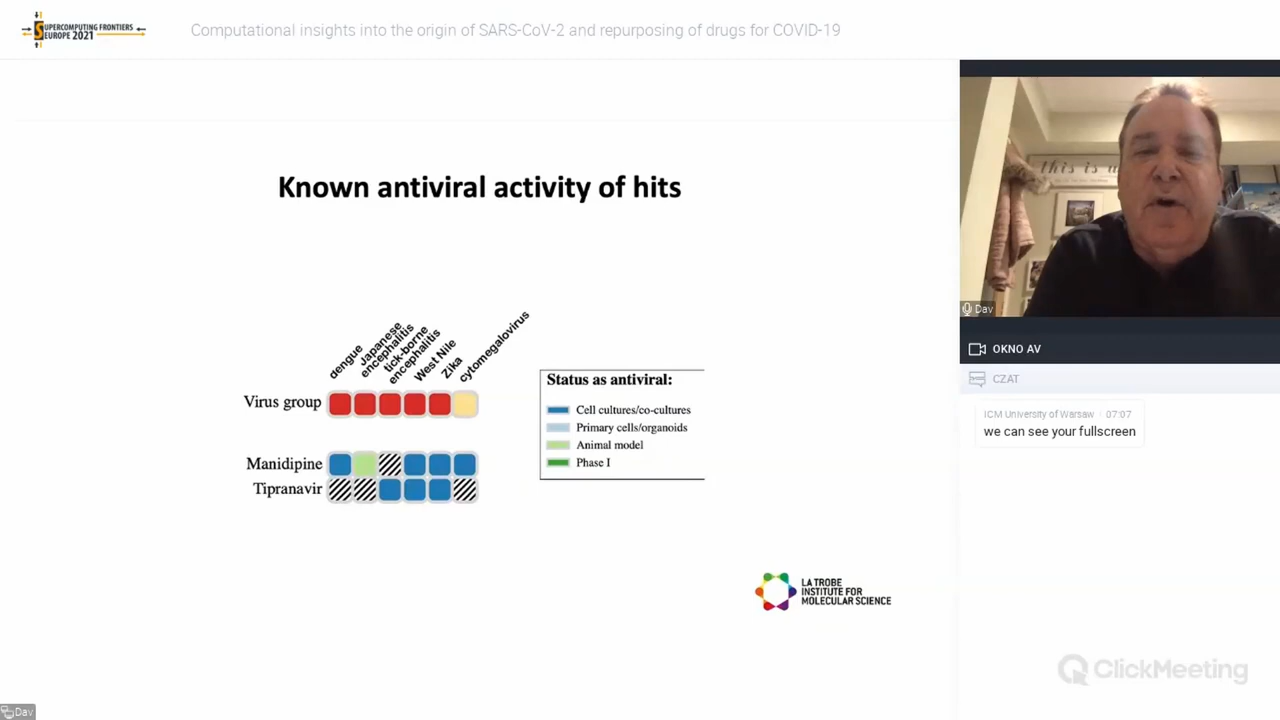 SUPERCOMPUTING FRONTIERS
EUROPE 2021
Computational insights into the origin of SARS-CoV-2 and repurposing of drugs for COVID-19
Known antiviral activity of hits
dengue
Japanese
encephalitis
tick-borne
encephalitis
West Nile
Zika
cytomegalovirus
Virus group
Manidipine
Tipranavir
Status as antiviral:
Cell cultures/co-cultures
Primary cells/organoids
Animal model
Phase I
LA TROBE
INSTITUTE FOR
MOLECULAR SCIENCE
this is
Dav
OKNO AV
CZAT
ICM University of Warsaw · 07:07
we can see your fullscreen
ClickMeeting
Dav